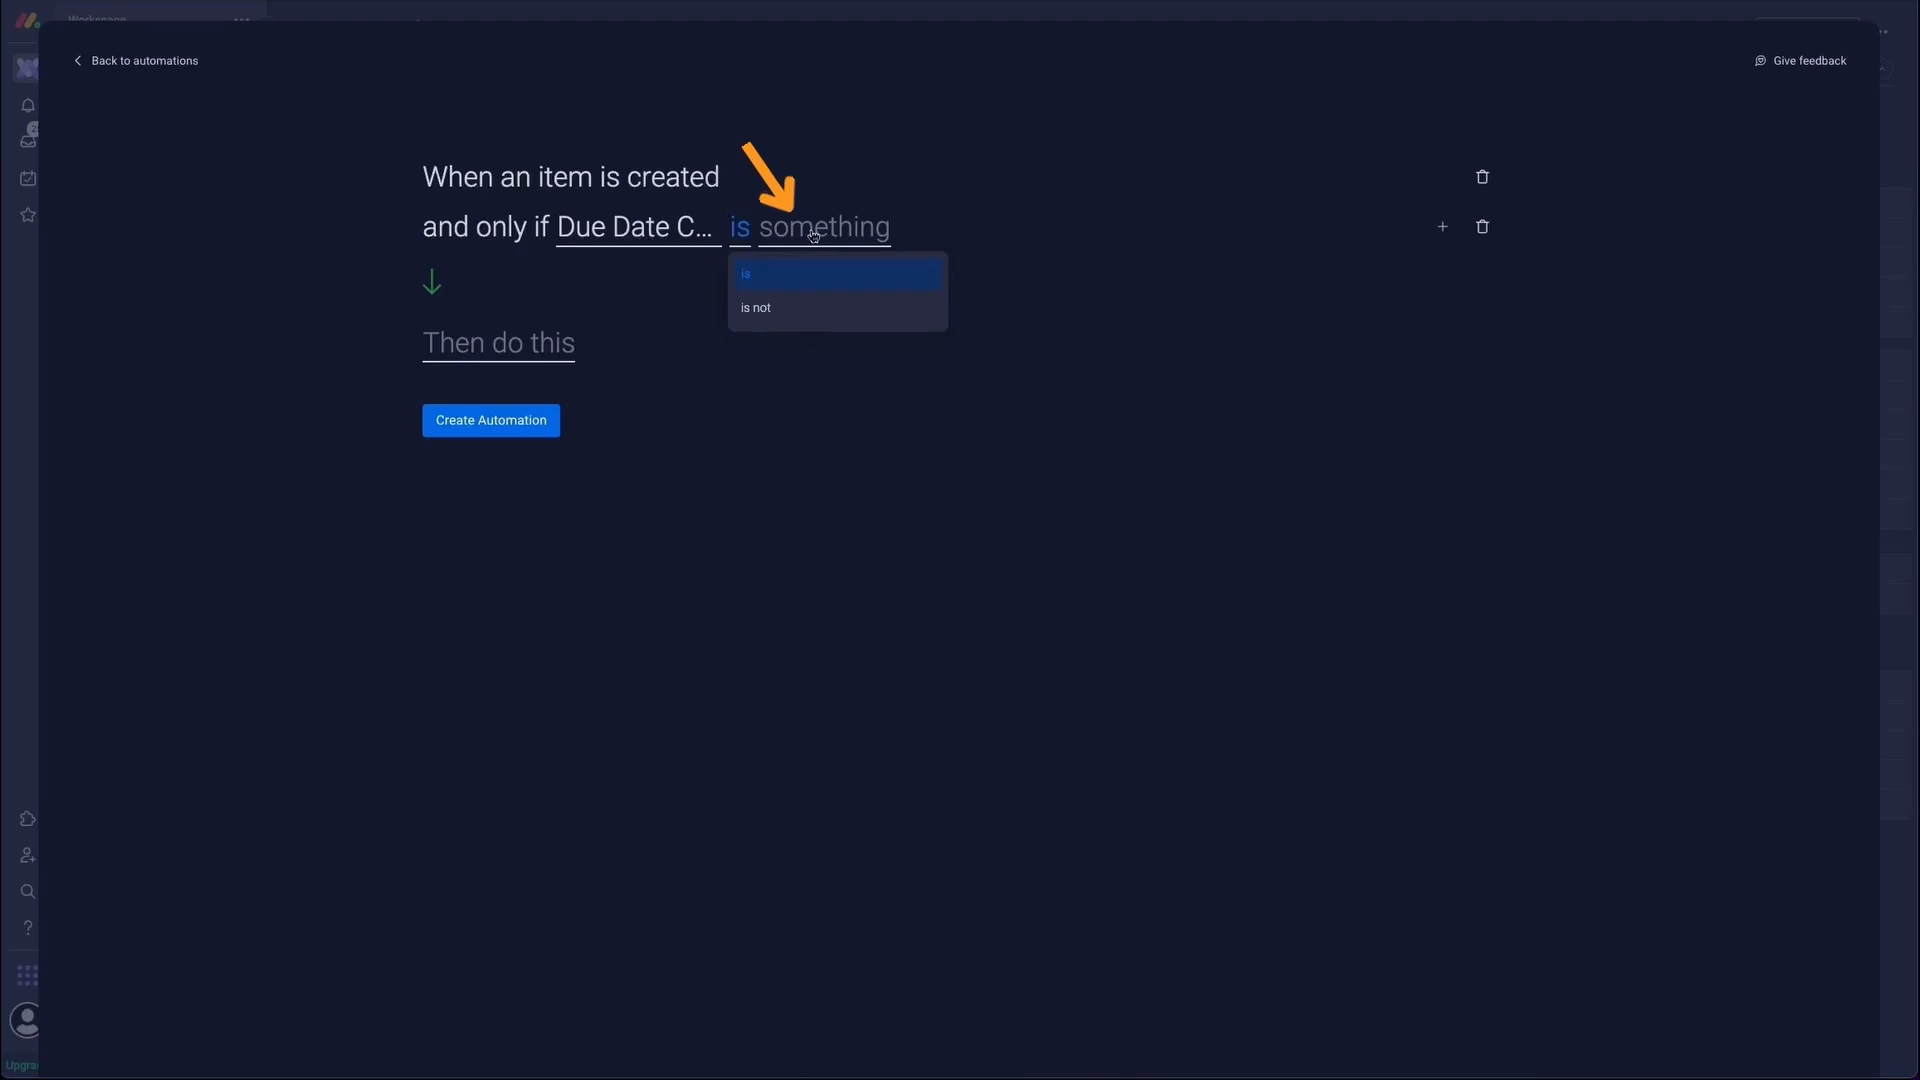 Workspace
Back to automations
Give feedback
When an item is created
and only if Due Date C... is something
is
is not
Then do this
Create Automation
?